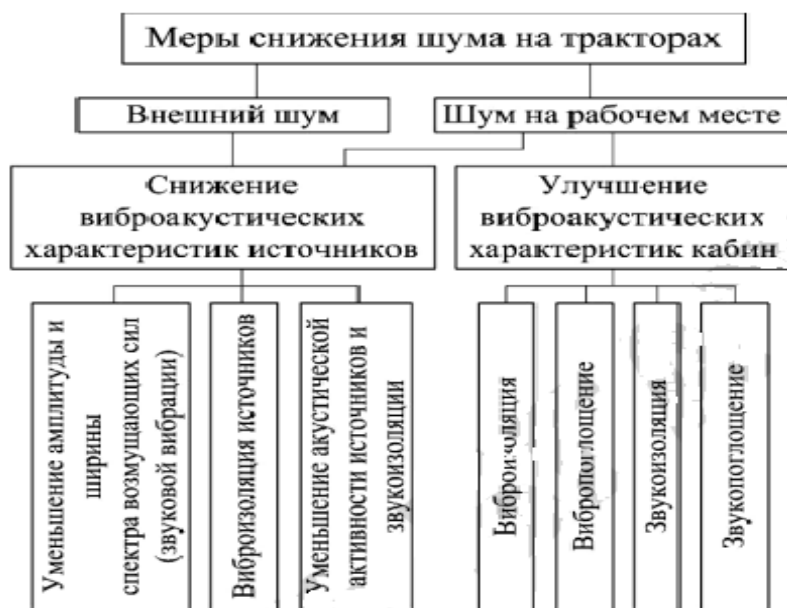 Меры снижения шума на тракторах
Внешний шум
Шум на рабочем месте
Снижение
виброакустических
характеристик источников
Улучшение
виброакустических
характеристик кабин
Уменьшение амплитуды и
ширины
спектра возмущающих сил
(звуковой вибрации)
Виброизоляция источников
Уменьшение акустической
активности источников и
звукоизоляции
Виброизоляция
Вибропоглощение
Звукоизоляция
Звукопоглощение